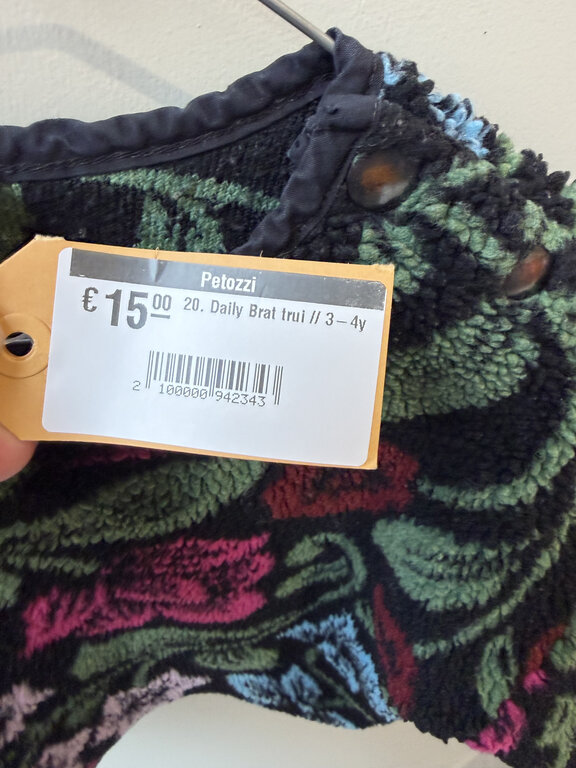 Petozzi
€ 15.00 20. Daily Brat trui // 3 – 4y
2 100000 942343